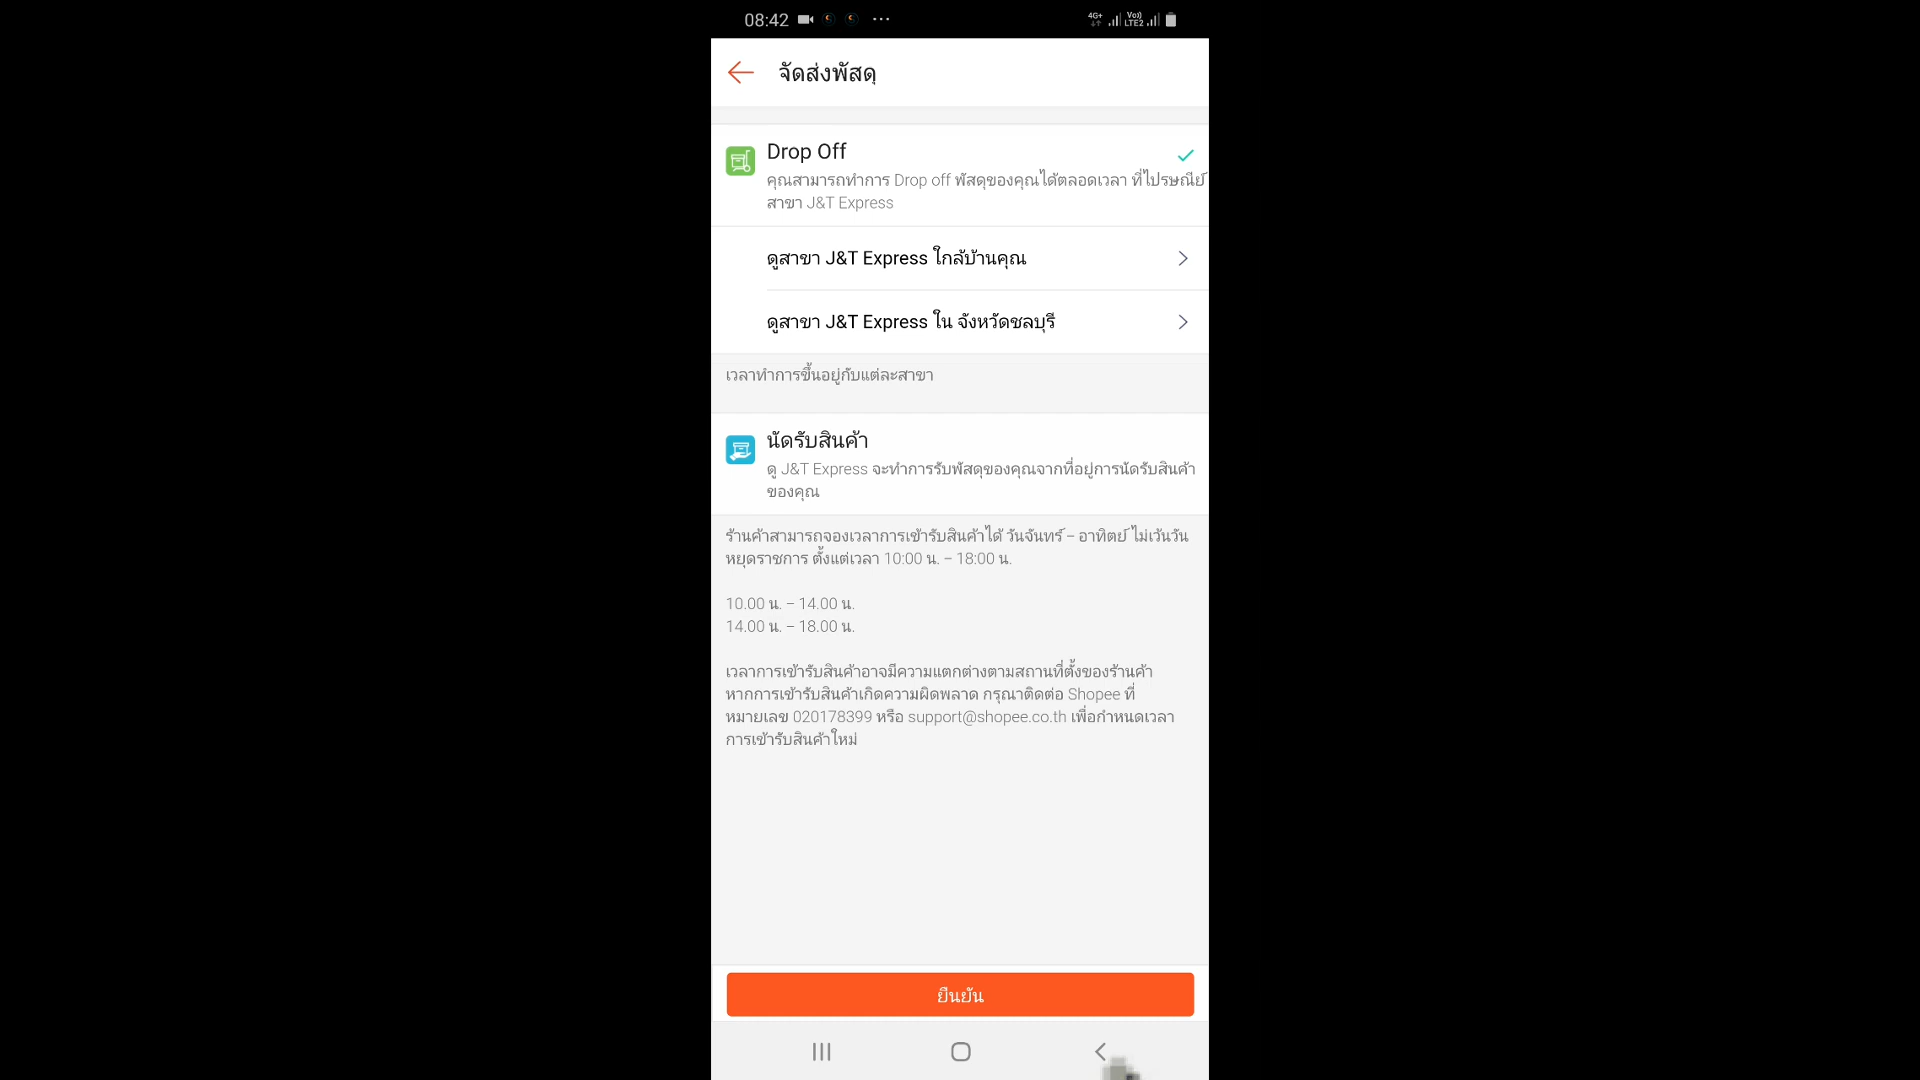 08:42
4G+ Vo)) LTE2
จัดส่งพัสดุ
Drop Off
คุณสามารถทำการ Drop off พัสดุของคุณได้ตลอดเวลา ที่ไปรษณีย์
สาขา J&T Express
ดูสาขา J&T Express ใกล้บ้านคุณ
ดูสาขา J&T Express ใน จังหวัดชลบุรี
เวลาทำการขึ้นอยู่กับแต่ละสาขา
นัดรับสินค้า
ดู J&T Express จะทำการรับพัสดุของคุณจากที่อยู่การนัดรับสินค้า
ของคุณ
ร้านค้าสามารถจองเวลาการเข้ารับสินค้าได้ วันจันทร์ – อาทิตย์ ไม่เว้นวัน
หยุดราชการ ตั้งแต่เวลา 10:00 น. – 18:00 น.
10.00 น. – 14.00 น.
14.00 น. – 18.00 น.
เวลาการเข้ารับสินค้าอาจมีความแตกต่างตามสถานที่ตั้งของร้านค้า
หากการเข้ารับสินค้าเกิดความผิดพลาด กรุณาติดต่อ Shopee ที่
หมายเลข 020178399 หรือ support@shopee.co.th เพื่อกำหนดเวลา
การเข้ารับสินค้าใหม่
ยืนยัน